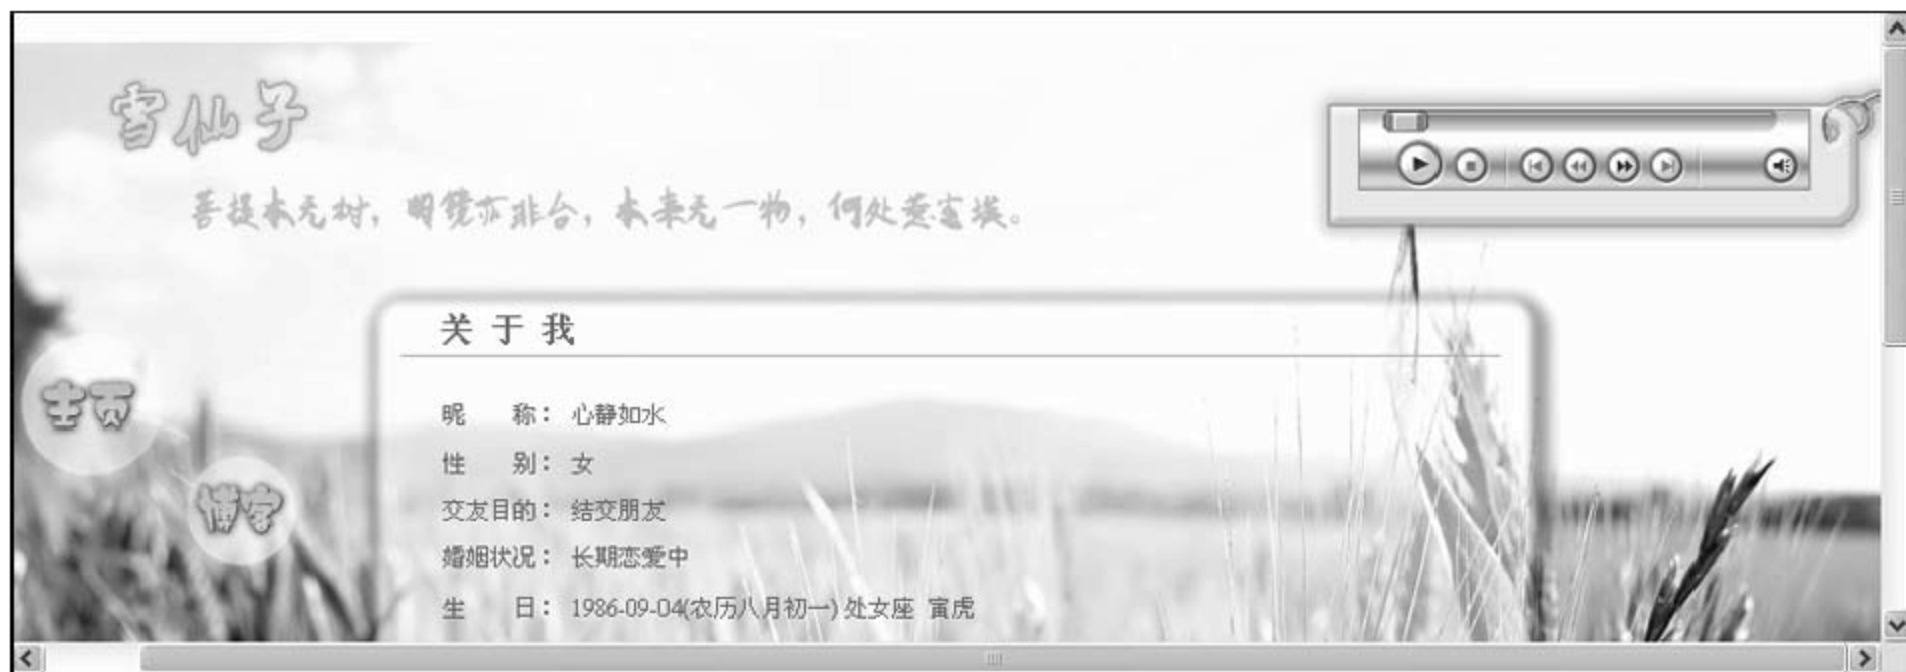 雪仙子
菩提本无树，明镜亦非台，本来无一物，何处惹尘埃。
关于我
主页
昵 称： 心静如水
性 别： 女
博客
交友目的： 结交朋友
婚姻状况： 长期恋爱中
生 日： 1986-09-04(农历八月初一) 处女座 寅虎